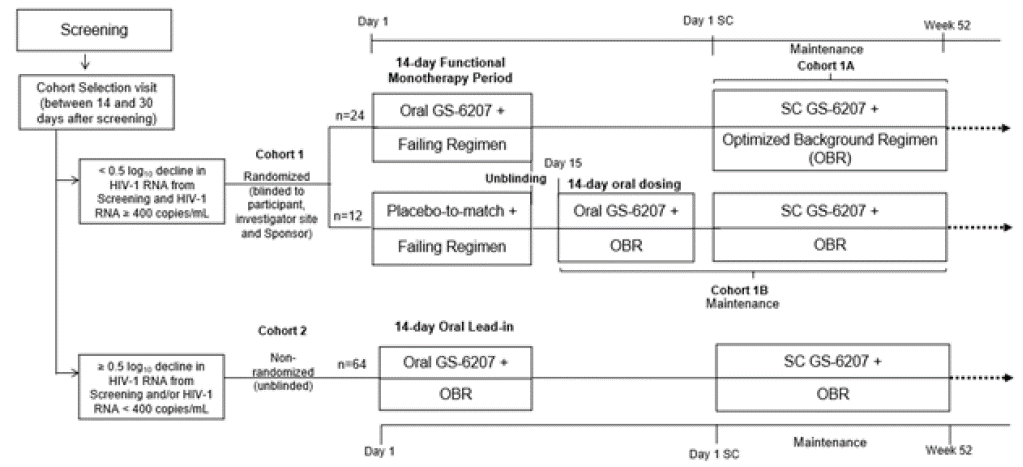 Screening
Cohort Selection visit
(between 14 and 30
days after screening)
Day 1
Day 1 SC
Week 52
Maintenance
14-day Functional
Monotherapy Period
Cohort 1A
n=24
Oral GS-6207 +
Failing Regimen
SC GS-6207 +
Optimized Background Regimen
(OBR)
< 0.5 log10 decline in
HIV-1 RNA from
Screening and HIV-1
RNA ≥ 400 copies/mL
Cohort 1
Randomized
(blinded to
participant,
investigator site
and Sponsor)
Unblinding
Day 15
14-day oral dosing
n=12
Placebo-to-match +
Failing Regimen
Oral GS-6207 +
OBR
SC GS-6207 +
OBR
Cohort 1B
Maintenance
≥ 0.5 log10 decline in
HIV-1 RNA from
Screening and/or HIV-1
RNA < 400 copies/mL
Cohort 2
Non-
randomized
(unblinded)
14-day Oral Lead-in
n=64
Oral GS-6207 +
OBR
SC GS-6207 +
OBR
Day 1
Day 1 SC
Maintenance
Week 52